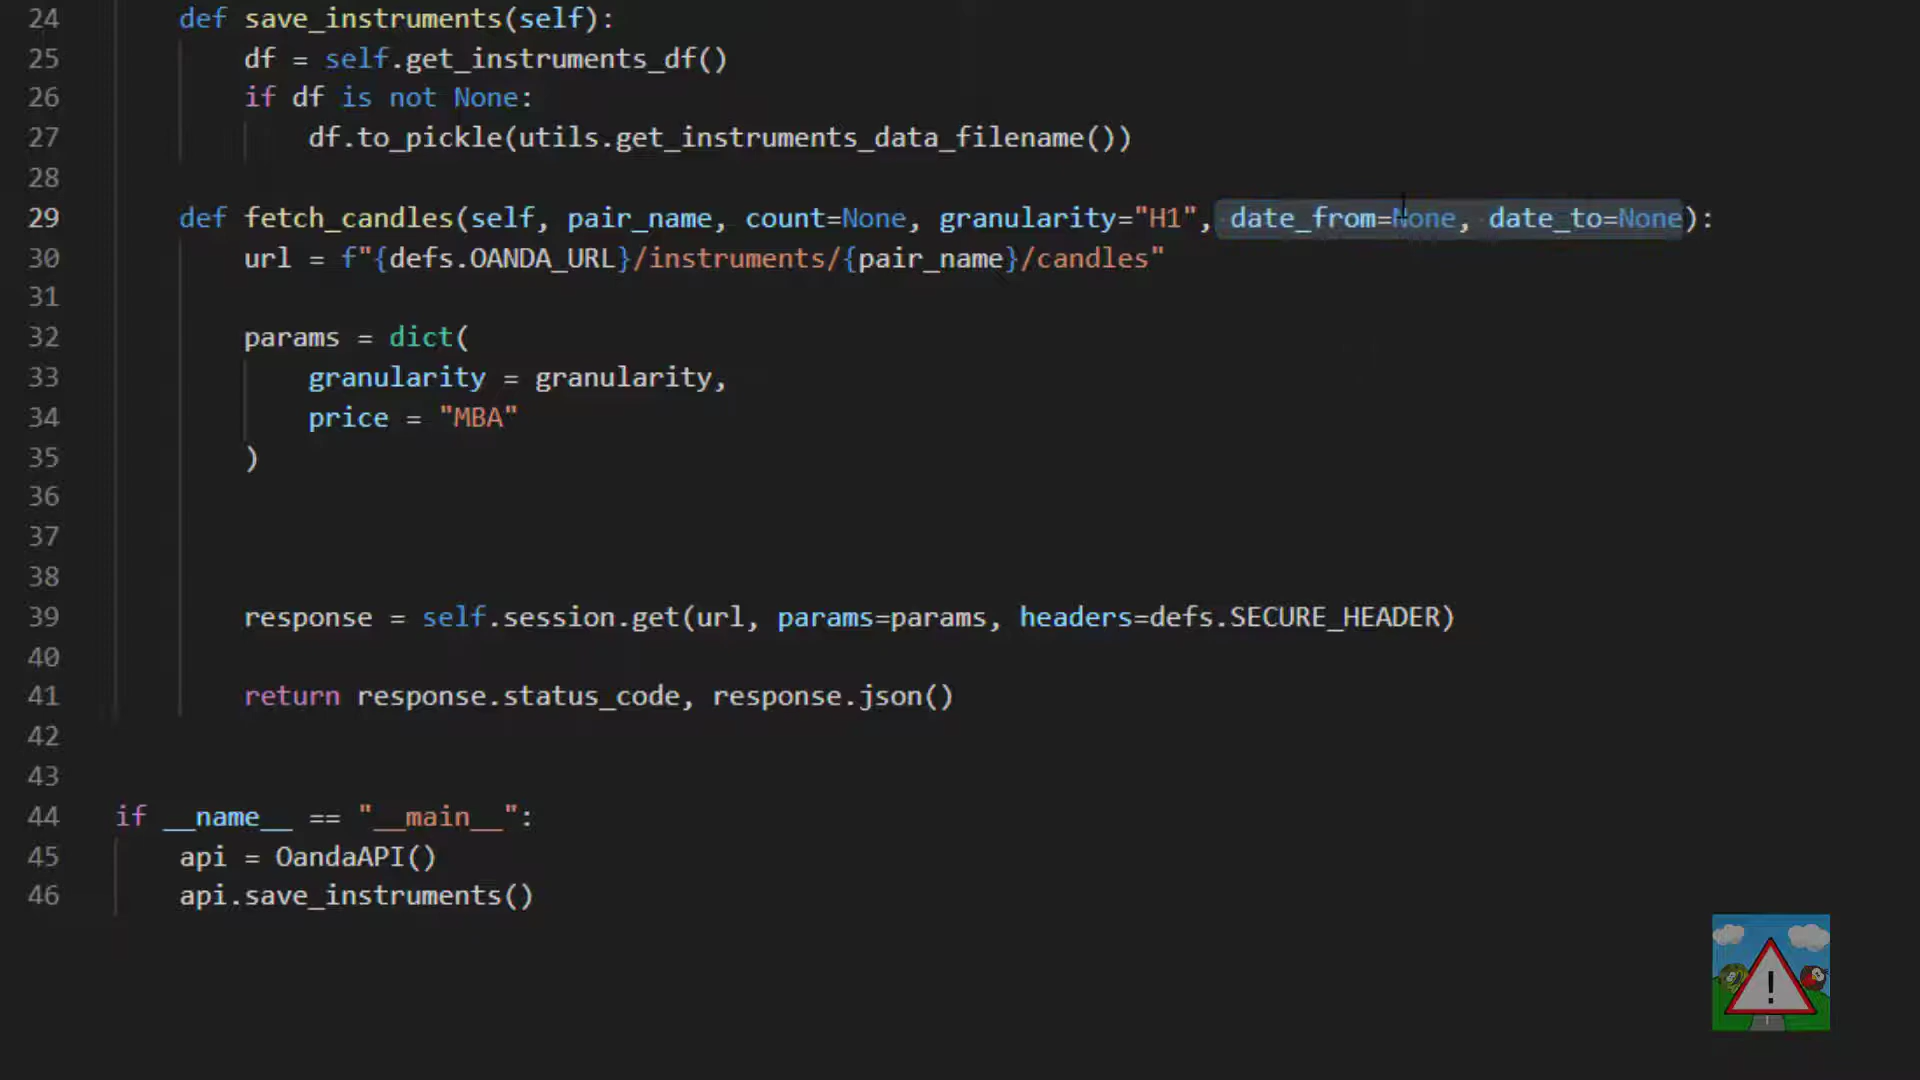 24 def save_instruments(self):
25 df = self.get_instruments_df()
26 if df is not None:
27 df.to_pickle(utils.get_instruments_data_filename())
28
29 def fetch_candles(self, pair_name, count=None, granularity="H1", date_from=None, date_to=None):
30 url = f"{defs.OANDA_URL}/instruments/{pair_name}/candles"
31
32 params = dict(
33 granularity = granularity,
34 price = "MBA"
35 )
36
37
38
39 response = self.session.get(url, params=params, headers=defs.SECURE_HEADER)
40
41 return response.status_code, response.json()
42
43
44 if __name__ == "__main__":
45 api = OandaAPI()
46 api.save_instruments()
!